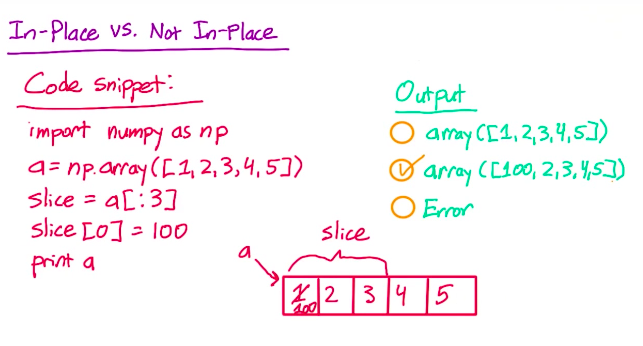 In-Place vs. Not In-Place
Code snippet:
import numpy as np
a = np.array([1,2,3,4,5])
slice = a[:3]
slice[0] = 100
print a
Output
array([1,2,3,4,5])
array([100,2,3,4,5])
Error
slice
a
1 2 3 4 5
100